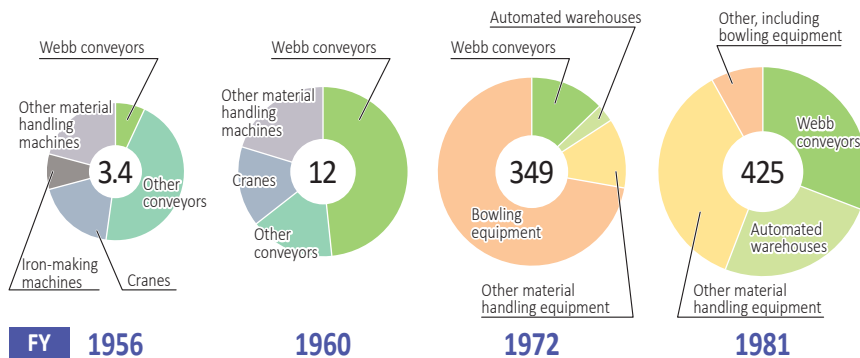 Webb conveyors
Other material
handling
machines
3.4
Other
conveyors
Iron-making
machines
Cranes
Webb conveyors
Other material
handling
machines
12
Cranes
Other
conveyors
Automated warehouses
Webb conveyors
349
Bowling
equipment
Other material
handling equipment
Other, including
bowling equipment
Webb
conveyors
425
Automated
warehouses
Other material
handling equipment
FY 1956 1960 1972 1981